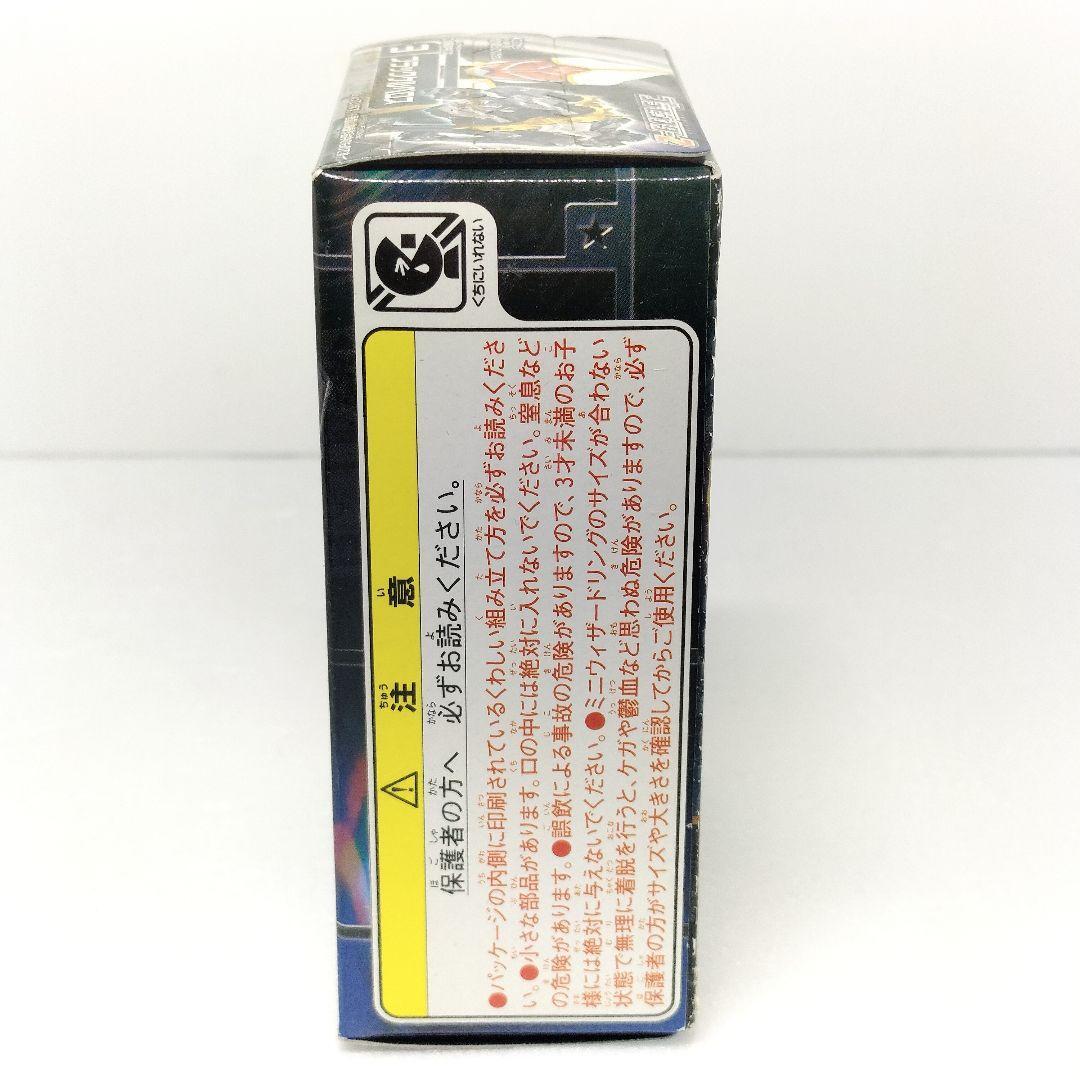 くちにいれない
注意
保護者の方へ 必ずお読みください。
●パッケージの内側に印刷されているくわしい組み立て方を必ずお読みくださ
い。●小さな部品があります。口の中には絶対に入れないでください。窒息など
の危険があります。●誤飲による事故の危険がありますので、3才未満のお子
様には絶対に与えないでください。●ミニウィザードリングのサイズが合わない
状態で無理に着脱を行うと、ケガや鬱血など思わぬ危険がありますので、必ず
保護者の方がサイズや大きさを確認してからご使用ください。